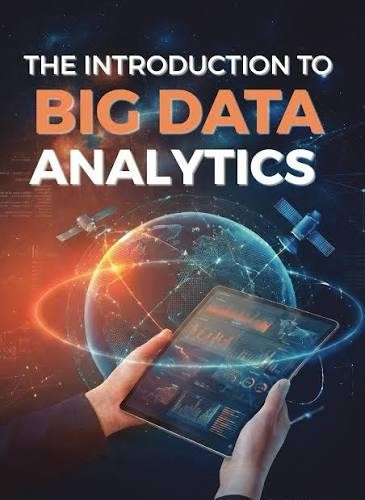 THE INTRODUCTION TO
BIG DATA
ANALYTICS